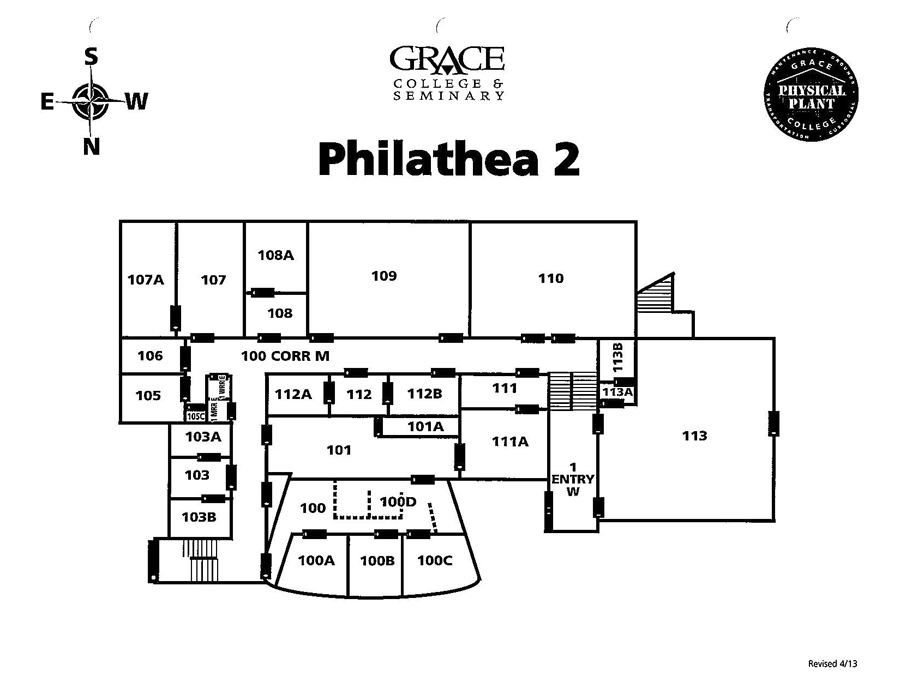 S
E W
N
GRACE
COLLEGE &
SEMINARY
MAINTENANCE • GROUNDS
GRACE
PHYSICAL
PLANT
COLLEGE
TRANSPORTATION • CUSTODIAL
Philathea 2
107A
107
108A
108
109
110
106
100 CORR M
113B
105
1 MRR E
1 WRR E
105C
112A
112
112B
111
113A
103A
101
101A
111A
113
103
1
ENTRY
W
103B
100
100D
100A
100B
100C
Revised 4/13